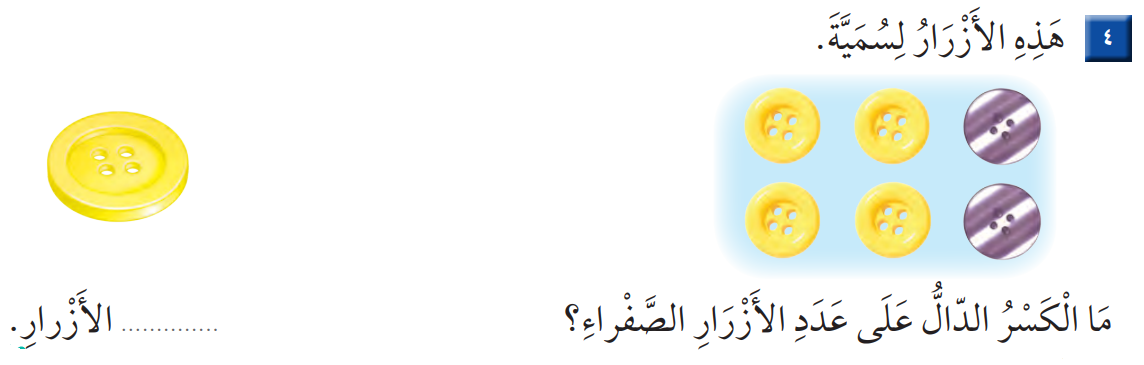 ٤ هَذِهِ الأَزْرَارُ لِسُمَيَّةَ.
مَا الْكَسْرُ الدّالُّ عَلَى عَدَدِ الأَزْرَارِ الصَّفْراءِ؟ .............. الأَزْرارِ.